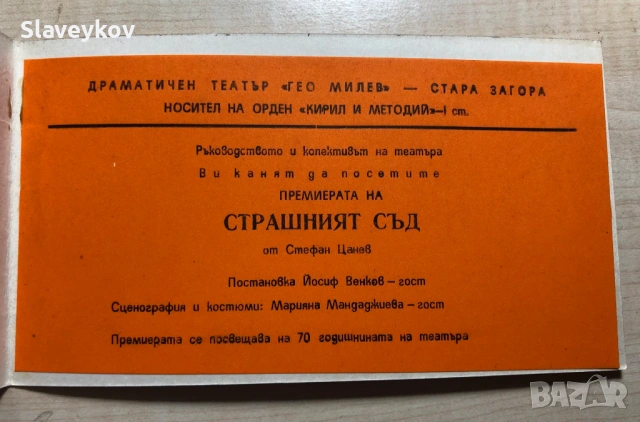 Slaveykov
ДРАМАТИЧЕН ТЕАТЪР «ГЕО МИЛЕВ» — СТАРА ЗАГОРА
НОСИТЕЛ НА ОРДЕН «КИРИЛ И МЕТОДИЙ»—I ст.
Ръководството и колективът на театъра
Ви канят да посетите
ПРЕМИЕРАТА НА
СТРАШНИЯТ СЪД
от Стефан Цанев
Постановка Йосиф Венков — гост
Сценография и костюми: Марияна Мандаджиева — гост
Премиерата се посвещава на 70 годишнината на театъра
BAZAR